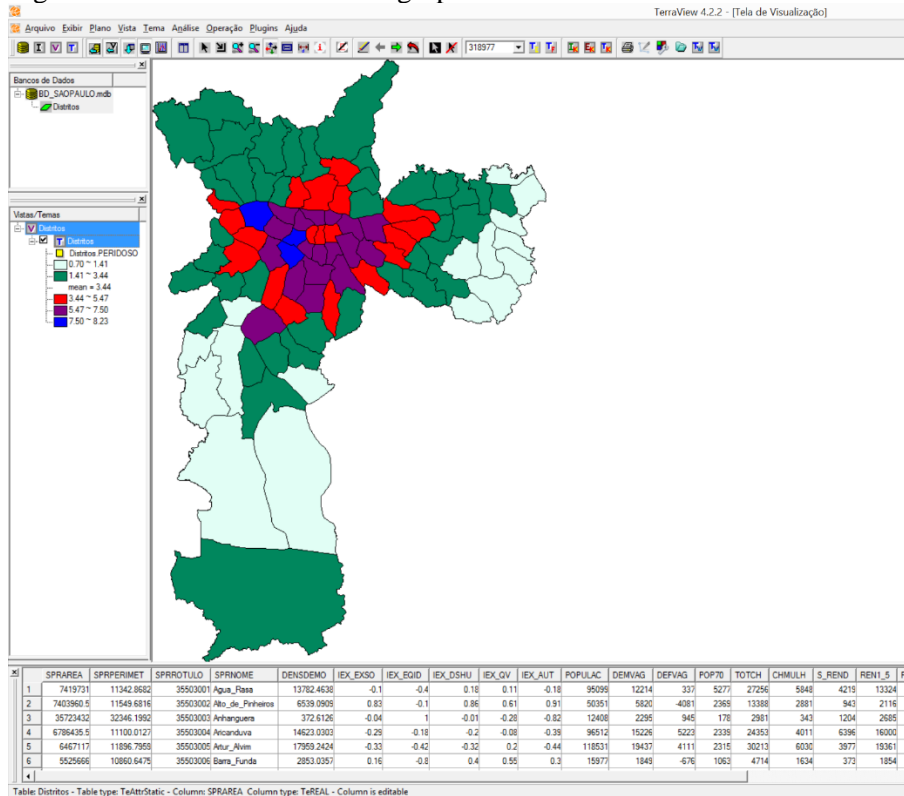 TerraView 4.2.2 - [Tela de Visualização]
Arquivo Exibir Plano Vista Tema Análise Operação Plugins Ajuda
318977
Bancos de Dados
BD_SAOPAULO.mdb
Distritos
Vistas/Temas
Distritos
Distritos
Distritos.PERIDOSO
0.70 ~ 1.41
1.41 ~ 3.44
mean = 3.44
3.44 ~ 5.47
5.47 ~ 7.50
7.50 ~ 8.23
SPRAREA SPRPERIMET SPRROTULO SPRNOME DENSDEMO IEX_EXSO IEX_EQID IEX_DSHU IEX_QV IEX_AUT POPULAC DEMVAG DEFVAG POP70 TOTCH CHMULH S_REND REN1_5
1 7419731 11342.8682 35503001 Agua_Rasa 13782.4638 -0.1 -0.4 0.18 0.11 -0.18 95099 12214 337 5277 27256 5848 4219 13324
2 7403960.5 11549.6816 35503002 Alto_de_Pinheiros 6539.0909 0.83 -0.1 0.86 0.61 0.91 50351 5820 -4081 2369 13388 2881 943 2116
3 35723432 32346.1992 35503003 Anhanguera 372.6126 -0.04 1 -0.01 -0.28 -0.82 12408 2295 945 178 2981 343 1204 2685
4 6786435.5 11100.0127 35503004 Aricanduva 14623.0303 -0.29 -0.18 -0.2 -0.08 -0.39 96512 15226 5223 2339 24353 4011 6396 16000
5 6467117 11896.7959 35503005 Artur_Alvim 17959.2424 -0.33 -0.42 -0.32 0.2 -0.44 118531 19437 4111 2315 30213 6030 3977 19361
6 5525666 10860.6475 35503006 Barra_Funda 2853.0357 0.16 -0.8 0.4 0.55 0.3 15977 1849 -676 1063 4714 1634 373 1854
Table: Distritos - Table type: TeAttrStatic - Column: SPRAREA Column type: TeREAL - Column is editable